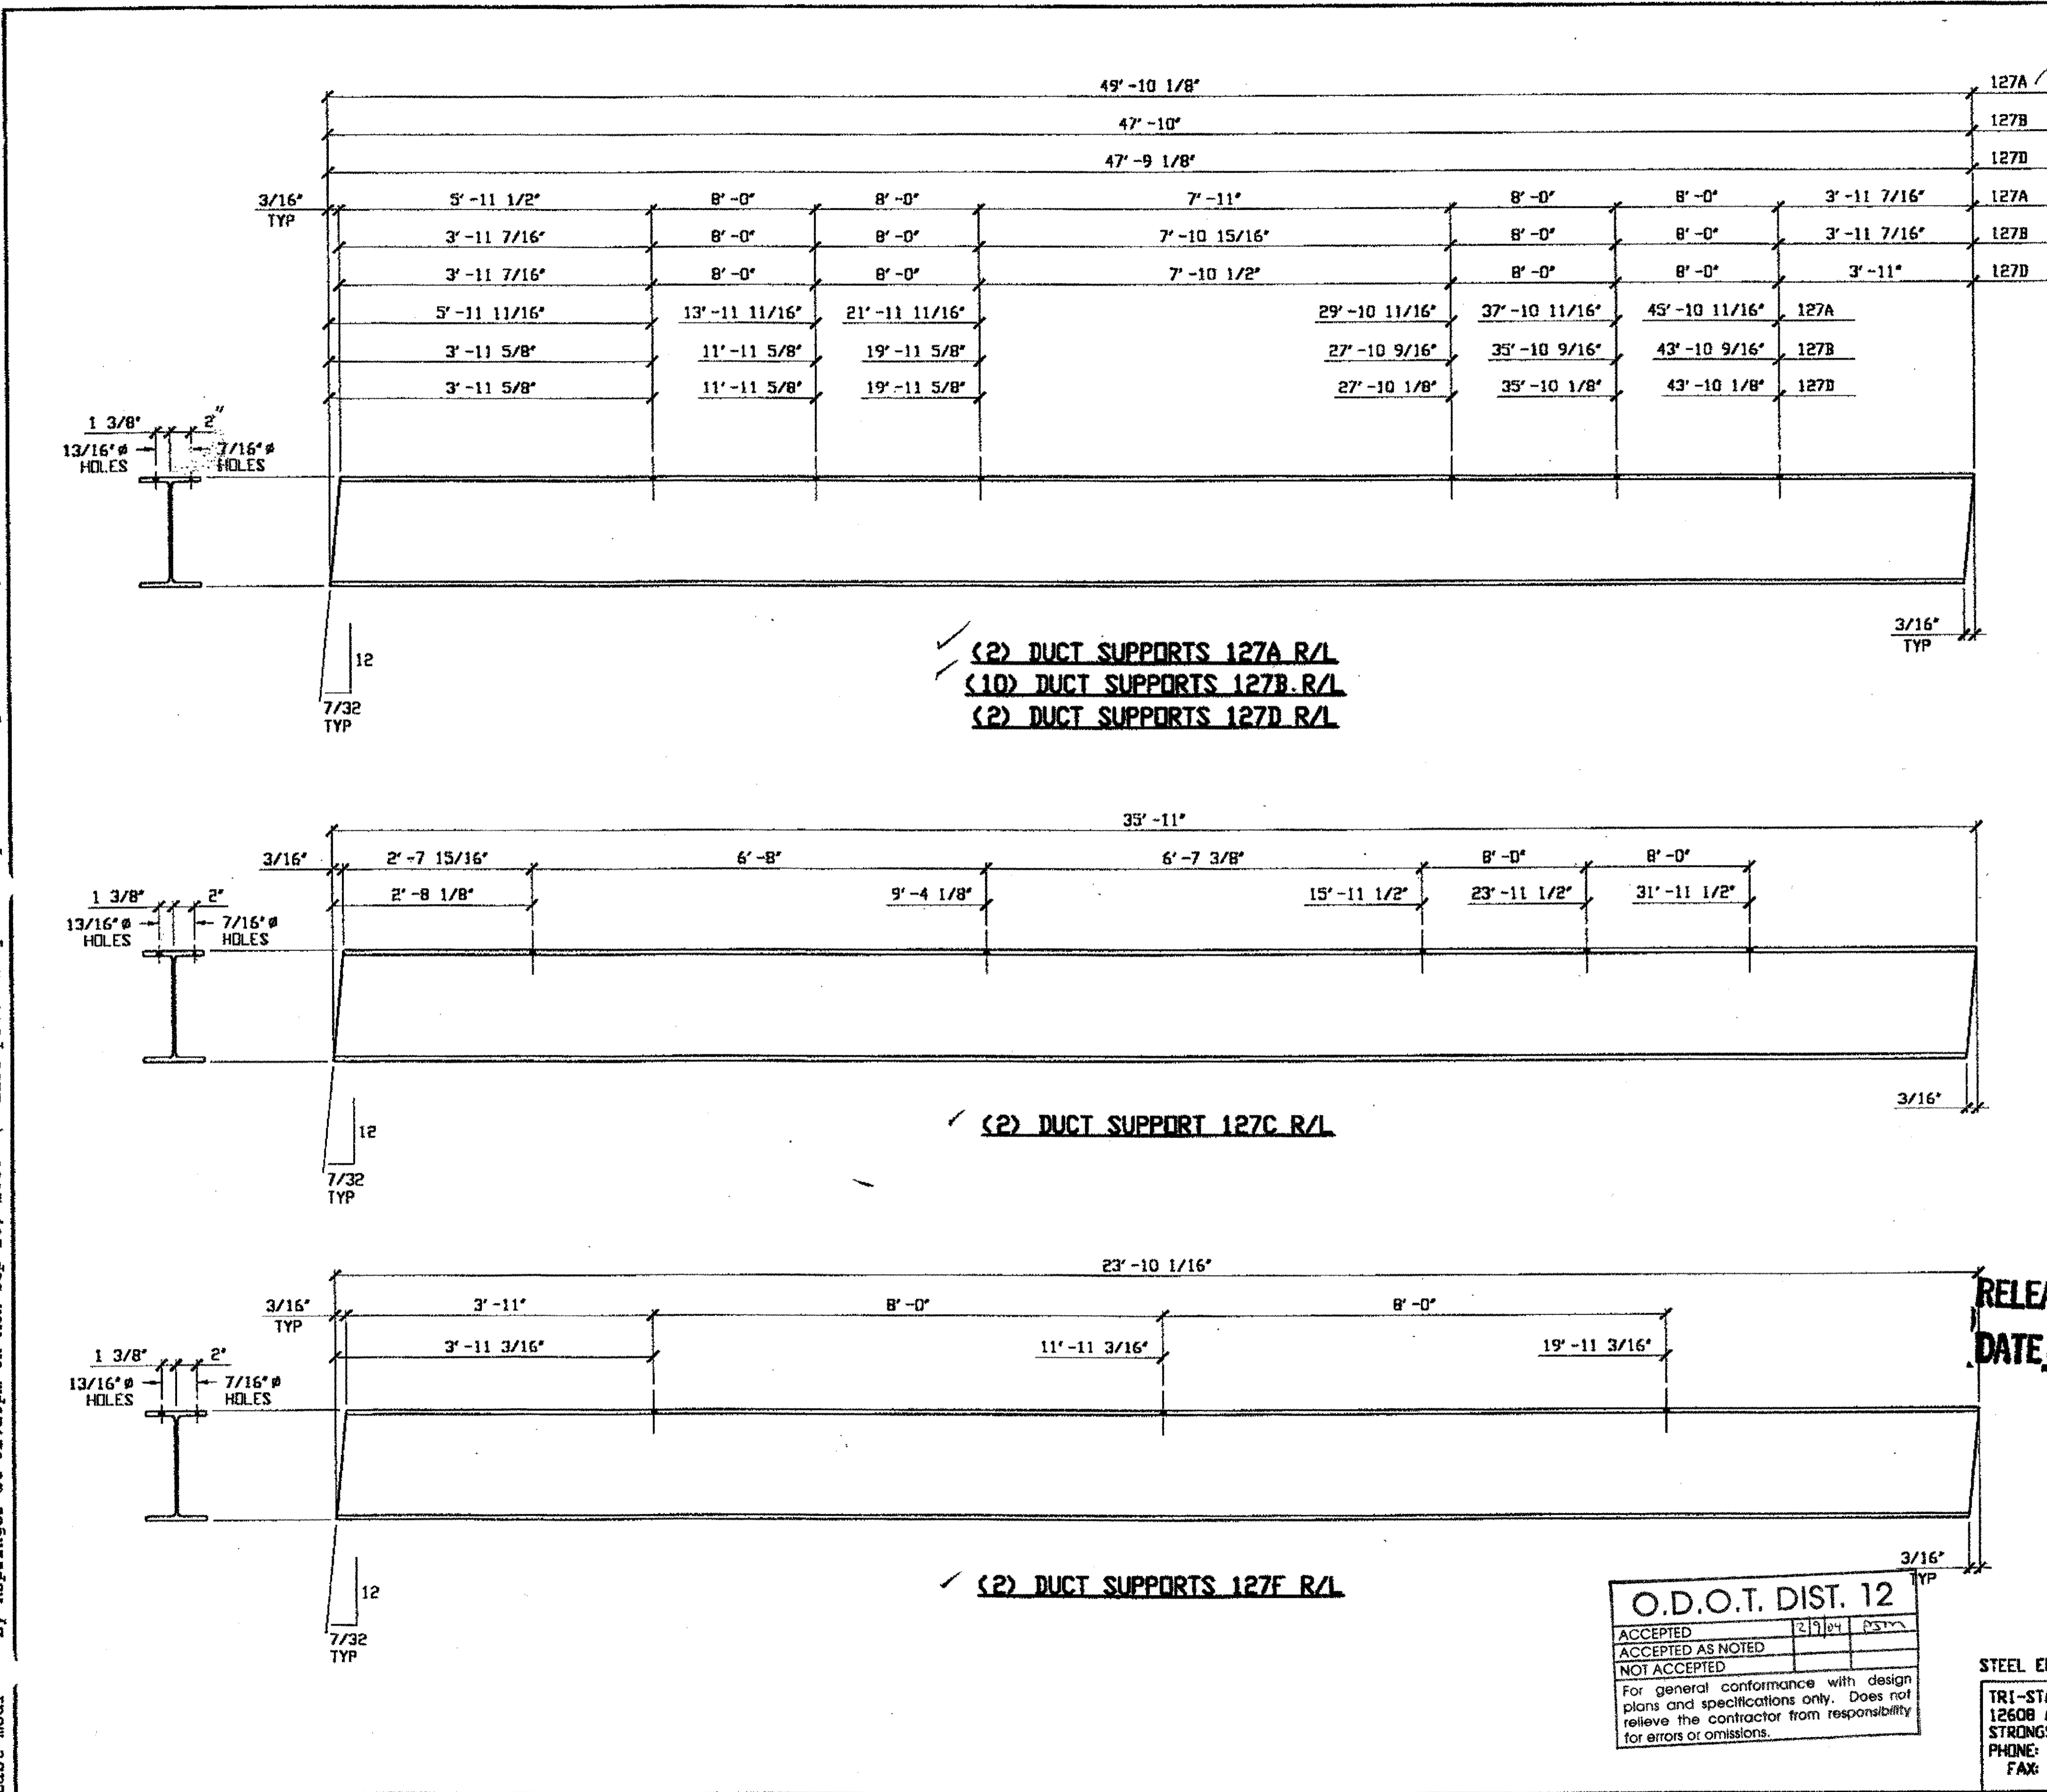 49'-10 1/8" 127A
47'-10" 127B
47'-9 1/8" 127D
3/16" TYP 5'-11 1/2" 8'-0" 8'-0" 7'-11" 8'-0" 8'-0" 3'-11 7/16" 127A
3'-11 7/16" 8'-0" 8'-0" 7'-10 15/16" 8'-0" 8'-0" 3'-11 7/16" 127B
3'-11 7/16" 8'-0" 8'-0" 7'-10 1/2" 8'-0" 8'-0" 3'-11" 127D
5'-11 11/16" 13'-11 11/16" 21'-11 11/16" 29'-10 11/16" 37'-10 11/16" 45'-10 11/16" 127A
3'-11 5/8" 11'-11 5/8" 19'-11 5/8" 27'-10 9/16" 35'-10 9/16" 43'-10 9/16" 127B
3'-11 5/8" 11'-11 5/8" 19'-11 5/8" 27'-10 1/8" 35'-10 1/8" 43'-10 1/8" 127D
1 3/8" 2"
13/16"ø 7/16"ø
HOLES HOLES
12
7/32
TYP
3/16"
TYP
(2) DUCT SUPPORTS 127A R/L
(10) DUCT SUPPORTS 127B R/L
(2) DUCT SUPPORTS 127D R/L
35'-11"
3/16" 2'-7 15/16" 6'-8" 6'-7 3/8" 8'-0" 8'-0"
2'-8 1/8" 9'-4 1/8" 15'-11 1/2" 23'-11 1/2" 31'-11 1/2"
1 3/8" 2"
13/16"ø 7/16"ø
HOLES HOLES
3/16"
12
7/32
TYP
(2) DUCT SUPPORT 127C R/L
23'-10 1/16"
3/16" 3'-11" 8'-0" 8'-0"
TYP
3'-11 3/16" 11'-11 3/16" 19'-11 3/16"
1 3/8" 2"
13/16"ø 7/16"ø
HOLES HOLES
3/16"
TYP
12
7/32
TYP
(2) DUCT SUPPORTS 127F R/L
DATE
O.D.O.T. DIST. 12
ACCEPTED 2/9/04
ACCEPTED AS NOTED
NOT ACCEPTED
For general conformance with design
plans and specifications only. Does not
relieve the contractor from responsibility
for errors or omissions.
STEEL
12608
PHONE:
FAX: